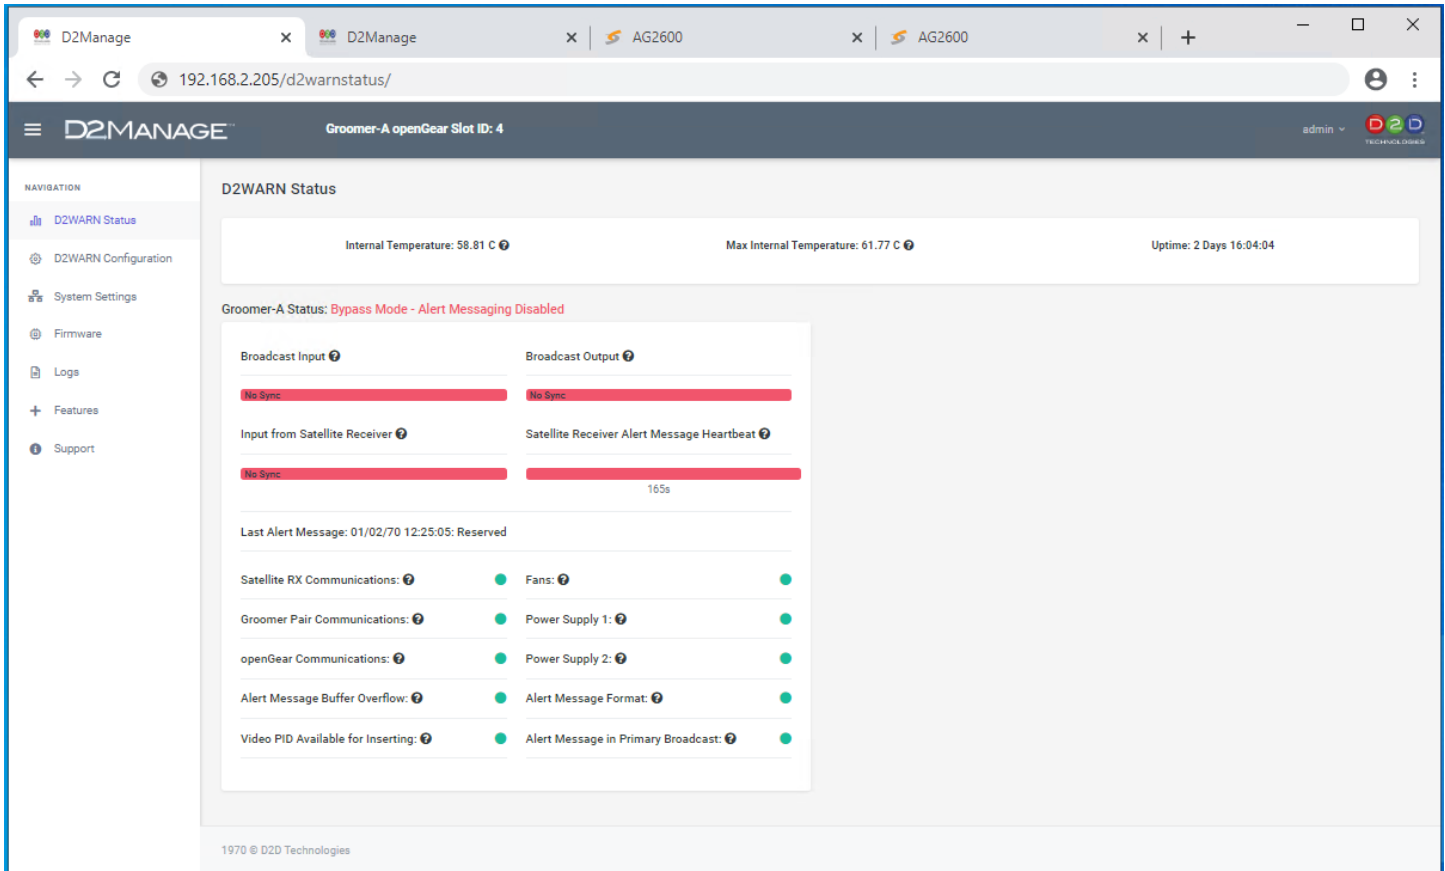 D2Manage
D2Manage
AG2600
AG2600
192.168.2.205/d2warnstatus/
D2MANAGE™
Groomer-A openGear Slot ID: 4
admin
D2D
TECHNOLOGIES
NAVIGATION
D2WARN Status
D2WARN Configuration
System Settings
Firmware
Logs
Features
Support
D2WARN Status
Internal Temperature: 58.81 C
Max Internal Temperature: 61.77 C
Uptime: 2 Days 16:04:04
Groomer-A Status: Bypass Mode - Alert Messaging Disabled
Broadcast Input
Broadcast Output
No Sync
No Sync
Input from Satellite Receiver
Satellite Receiver Alert Message Heartbeat
No Sync
165s
Last Alert Message: 01/02/70 12:25:05: Reserved
Satellite RX Communications:
Fans:
Groomer Pair Communications:
Power Supply 1:
openGear Communications:
Power Supply 2:
Alert Message Buffer Overflow:
Alert Message Format:
Video PID Available for Inserting:
Alert Message in Primary Broadcast:
1970 © D2D Technologies